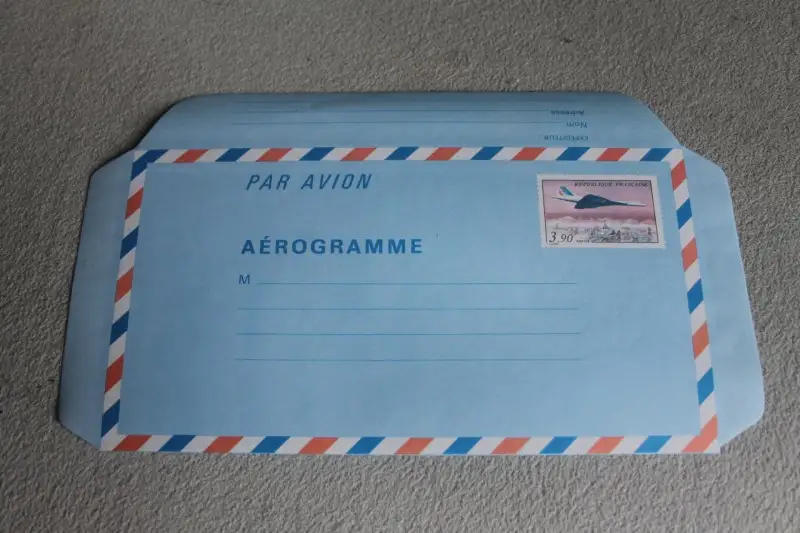 Adresse
Nom
EXPÉDITEUR
PAR AVION
RÉPUBLIQUE FRANÇAISE
3,90
AÉROGRAMME
M